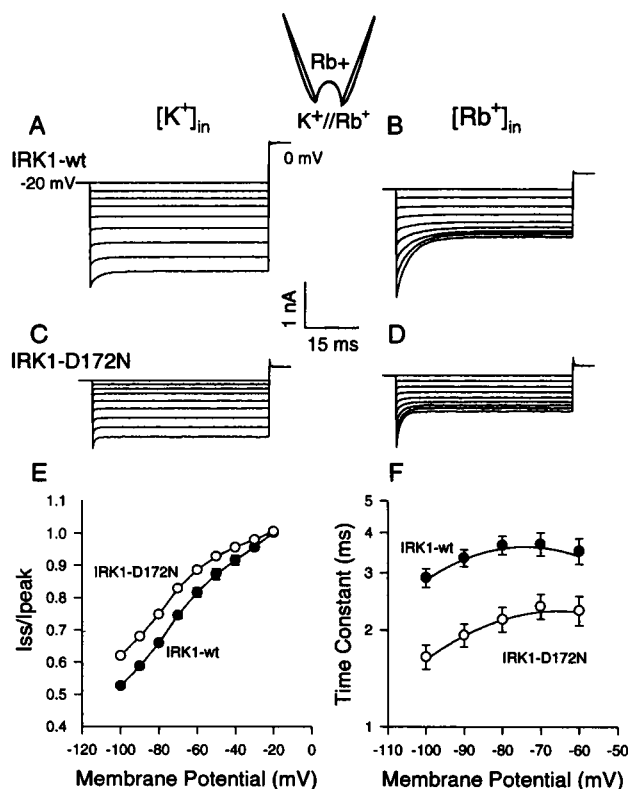 Rb+
K+//Rb+
A
[K+]in
B
[Rb+]in
IRK1-wt
-20 mV
0 mV
1 nA
15 ms
C
IRK1-D172N
D
E
F
Iss/Ipeak
1.0
0.9
0.8
0.7
0.6
0.5
0.4
IRK1-D172N
IRK1-wt
-120 -100 -80 -60 -40 -20 0
Membrane Potential (mV)
Time Constant (ms)
5
4
3
2
1
IRK1-wt
IRK1-D172N
-110 -100 -90 -80 -70 -60 -50
Membrane Potential (mV)